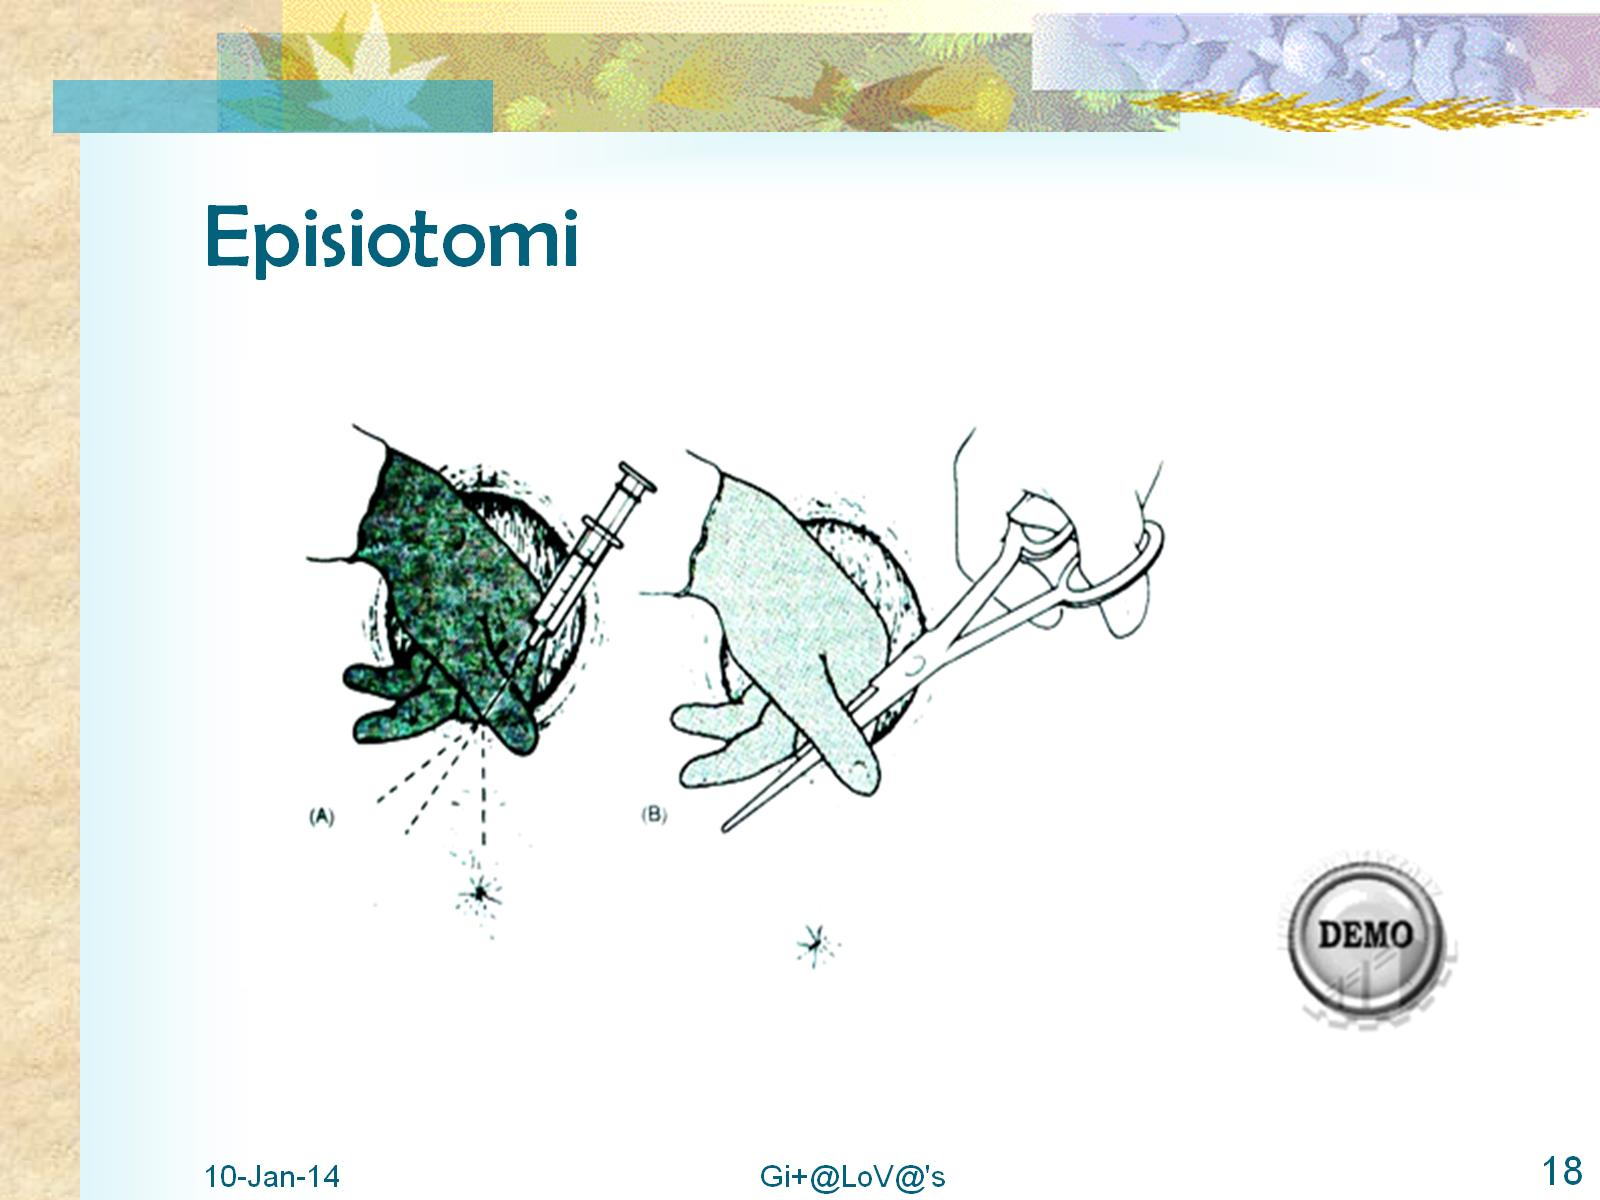 Episiotomi
(A)
(B)
DEMO
10-Jan-14
Gi+@LoV@'s
18